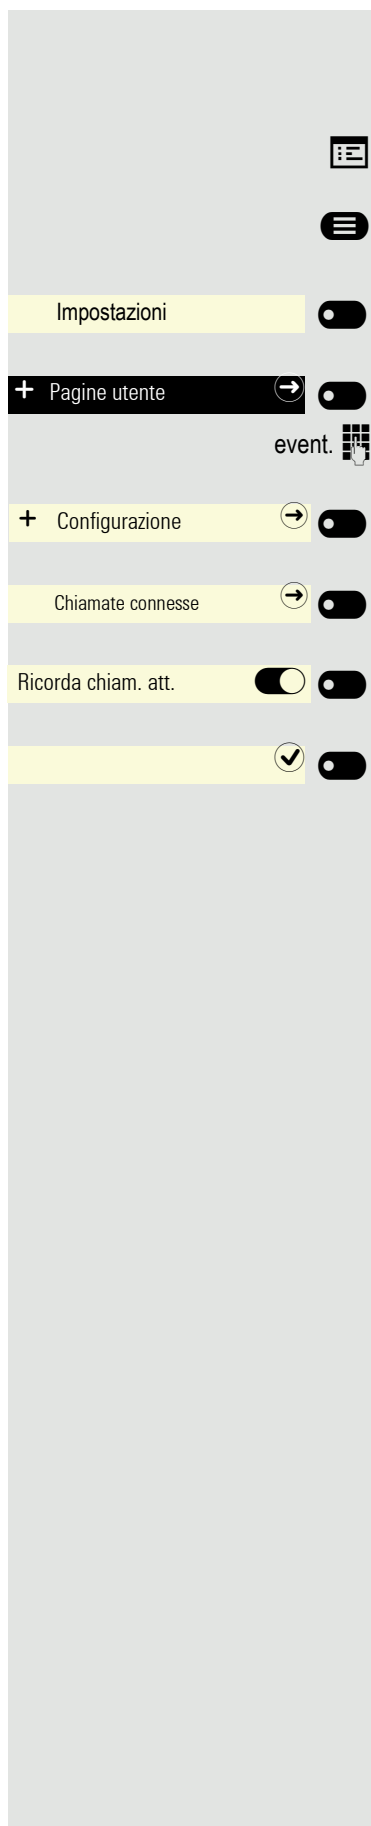 Impostazioni
+ Pagine utente
event.
+ Configurazione
Chiamate connesse
Ricorda chiam. att.